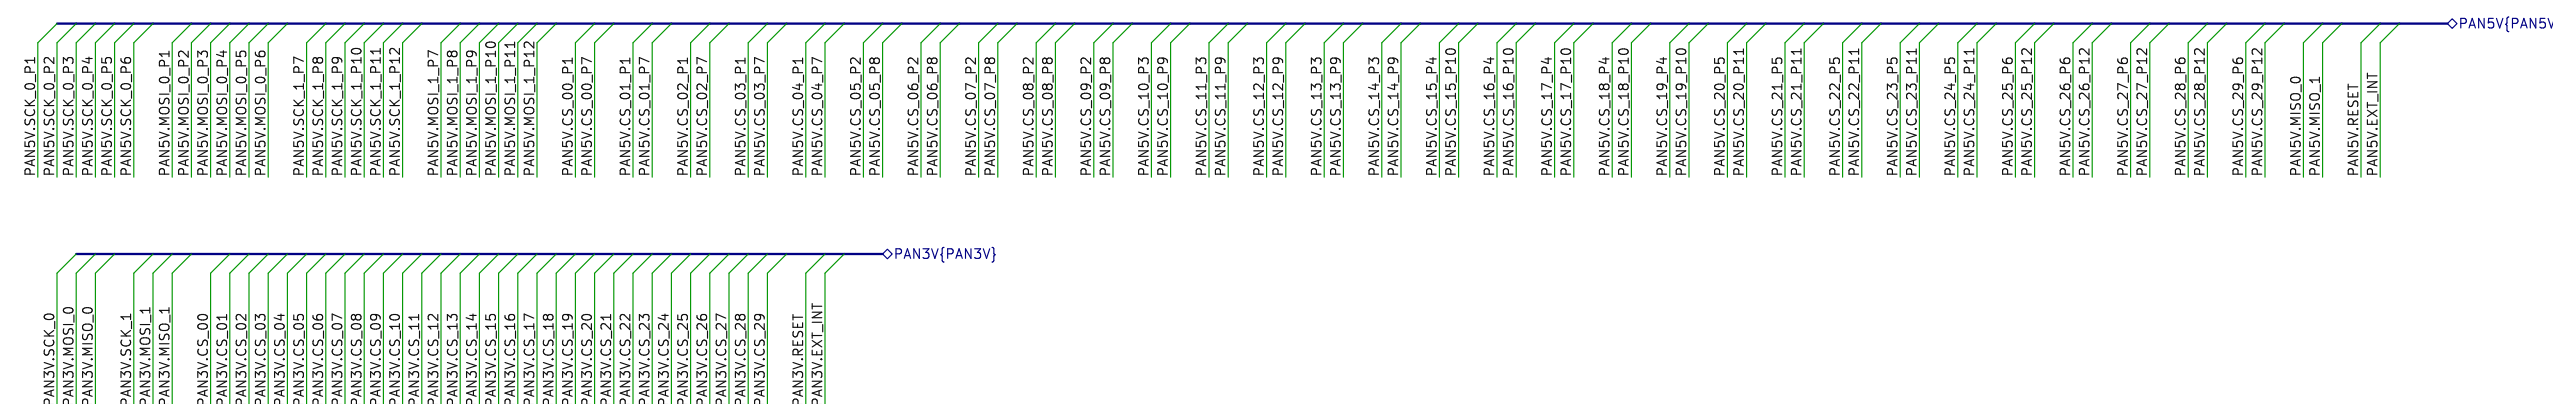 PAN5V{PAN5V
PAN5V.SCK_0_P1
PAN5V.SCK_0_P2
PAN5V.SCK_0_P3
PAN5V.SCK_0_P4
PAN5V.SCK_0_P5
PAN5V.SCK_0_P6
PAN5V.MOSI_0_P1
PAN5V.MOSI_0_P2
PAN5V.MOSI_0_P3
PAN5V.MOSI_0_P4
PAN5V.MOSI_0_P5
PAN5V.MOSI_0_P6
PAN5V.SCK_1_P7
PAN5V.SCK_1_P8
PAN5V.SCK_1_P9
PAN5V.SCK_1_P10
PAN5V.SCK_1_P11
PAN5V.SCK_1_P12
PAN5V.MOSI_1_P7
PAN5V.MOSI_1_P8
PAN5V.MOSI_1_P9
PAN5V.MOSI_1_P10
PAN5V.MOSI_1_P11
PAN5V.MOSI_1_P12
PAN5V.CS_00_P1
PAN5V.CS_00_P7
PAN5V.CS_01_P1
PAN5V.CS_01_P7
PAN5V.CS_02_P1
PAN5V.CS_02_P7
PAN5V.CS_03_P1
PAN5V.CS_03_P7
PAN5V.CS_04_P1
PAN5V.CS_04_P7
PAN5V.CS_05_P2
PAN5V.CS_05_P8
PAN5V.CS_06_P2
PAN5V.CS_06_P8
PAN5V.CS_07_P2
PAN5V.CS_07_P8
PAN5V.CS_08_P2
PAN5V.CS_08_P8
PAN5V.CS_09_P2
PAN5V.CS_09_P8
PAN5V.CS_10_P3
PAN5V.CS_10_P9
PAN5V.CS_11_P3
PAN5V.CS_11_P9
PAN5V.CS_12_P3
PAN5V.CS_12_P9
PAN5V.CS_13_P3
PAN5V.CS_13_P9
PAN5V.CS_14_P3
PAN5V.CS_14_P9
PAN5V.CS_15_P4
PAN5V.CS_15_P10
PAN5V.CS_16_P4
PAN5V.CS_16_P10
PAN5V.CS_17_P4
PAN5V.CS_17_P10
PAN5V.CS_18_P4
PAN5V.CS_18_P10
PAN5V.CS_19_P4
PAN5V.CS_19_P10
PAN5V.CS_20_P5
PAN5V.CS_20_P11
PAN5V.CS_21_P5
PAN5V.CS_21_P11
PAN5V.CS_22_P5
PAN5V.CS_22_P11
PAN5V.CS_23_P5
PAN5V.CS_23_P11
PAN5V.CS_24_P5
PAN5V.CS_24_P11
PAN5V.CS_25_P6
PAN5V.CS_25_P12
PAN5V.CS_26_P6
PAN5V.CS_26_P12
PAN5V.CS_27_P6
PAN5V.CS_27_P12
PAN5V.CS_28_P6
PAN5V.CS_28_P12
PAN5V.CS_29_P6
PAN5V.CS_29_P12
PAN5V.MISO_0
PAN5V.MISO_1
PAN5V.RESET
PAN5V.EXT_INT
PAN3V{PAN3V}
PAN3V.SCK_0
PAN3V.MOSI_0
PAN3V.MISO_0
PAN3V.SCK_1
PAN3V.MOSI_1
PAN3V.MISO_1
PAN3V.CS_00
PAN3V.CS_01
PAN3V.CS_02
PAN3V.CS_03
PAN3V.CS_04
PAN3V.CS_05
PAN3V.CS_06
PAN3V.CS_07
PAN3V.CS_08
PAN3V.CS_09
PAN3V.CS_10
PAN3V.CS_11
PAN3V.CS_12
PAN3V.CS_13
PAN3V.CS_14
PAN3V.CS_15
PAN3V.CS_16
PAN3V.CS_17
PAN3V.CS_18
PAN3V.CS_19
PAN3V.CS_20
PAN3V.CS_21
PAN3V.CS_22
PAN3V.CS_23
PAN3V.CS_24
PAN3V.CS_25
PAN3V.CS_26
PAN3V.CS_27
PAN3V.CS_28
PAN3V.CS_29
PAN3V.RESET
PAN3V.EXT_INT